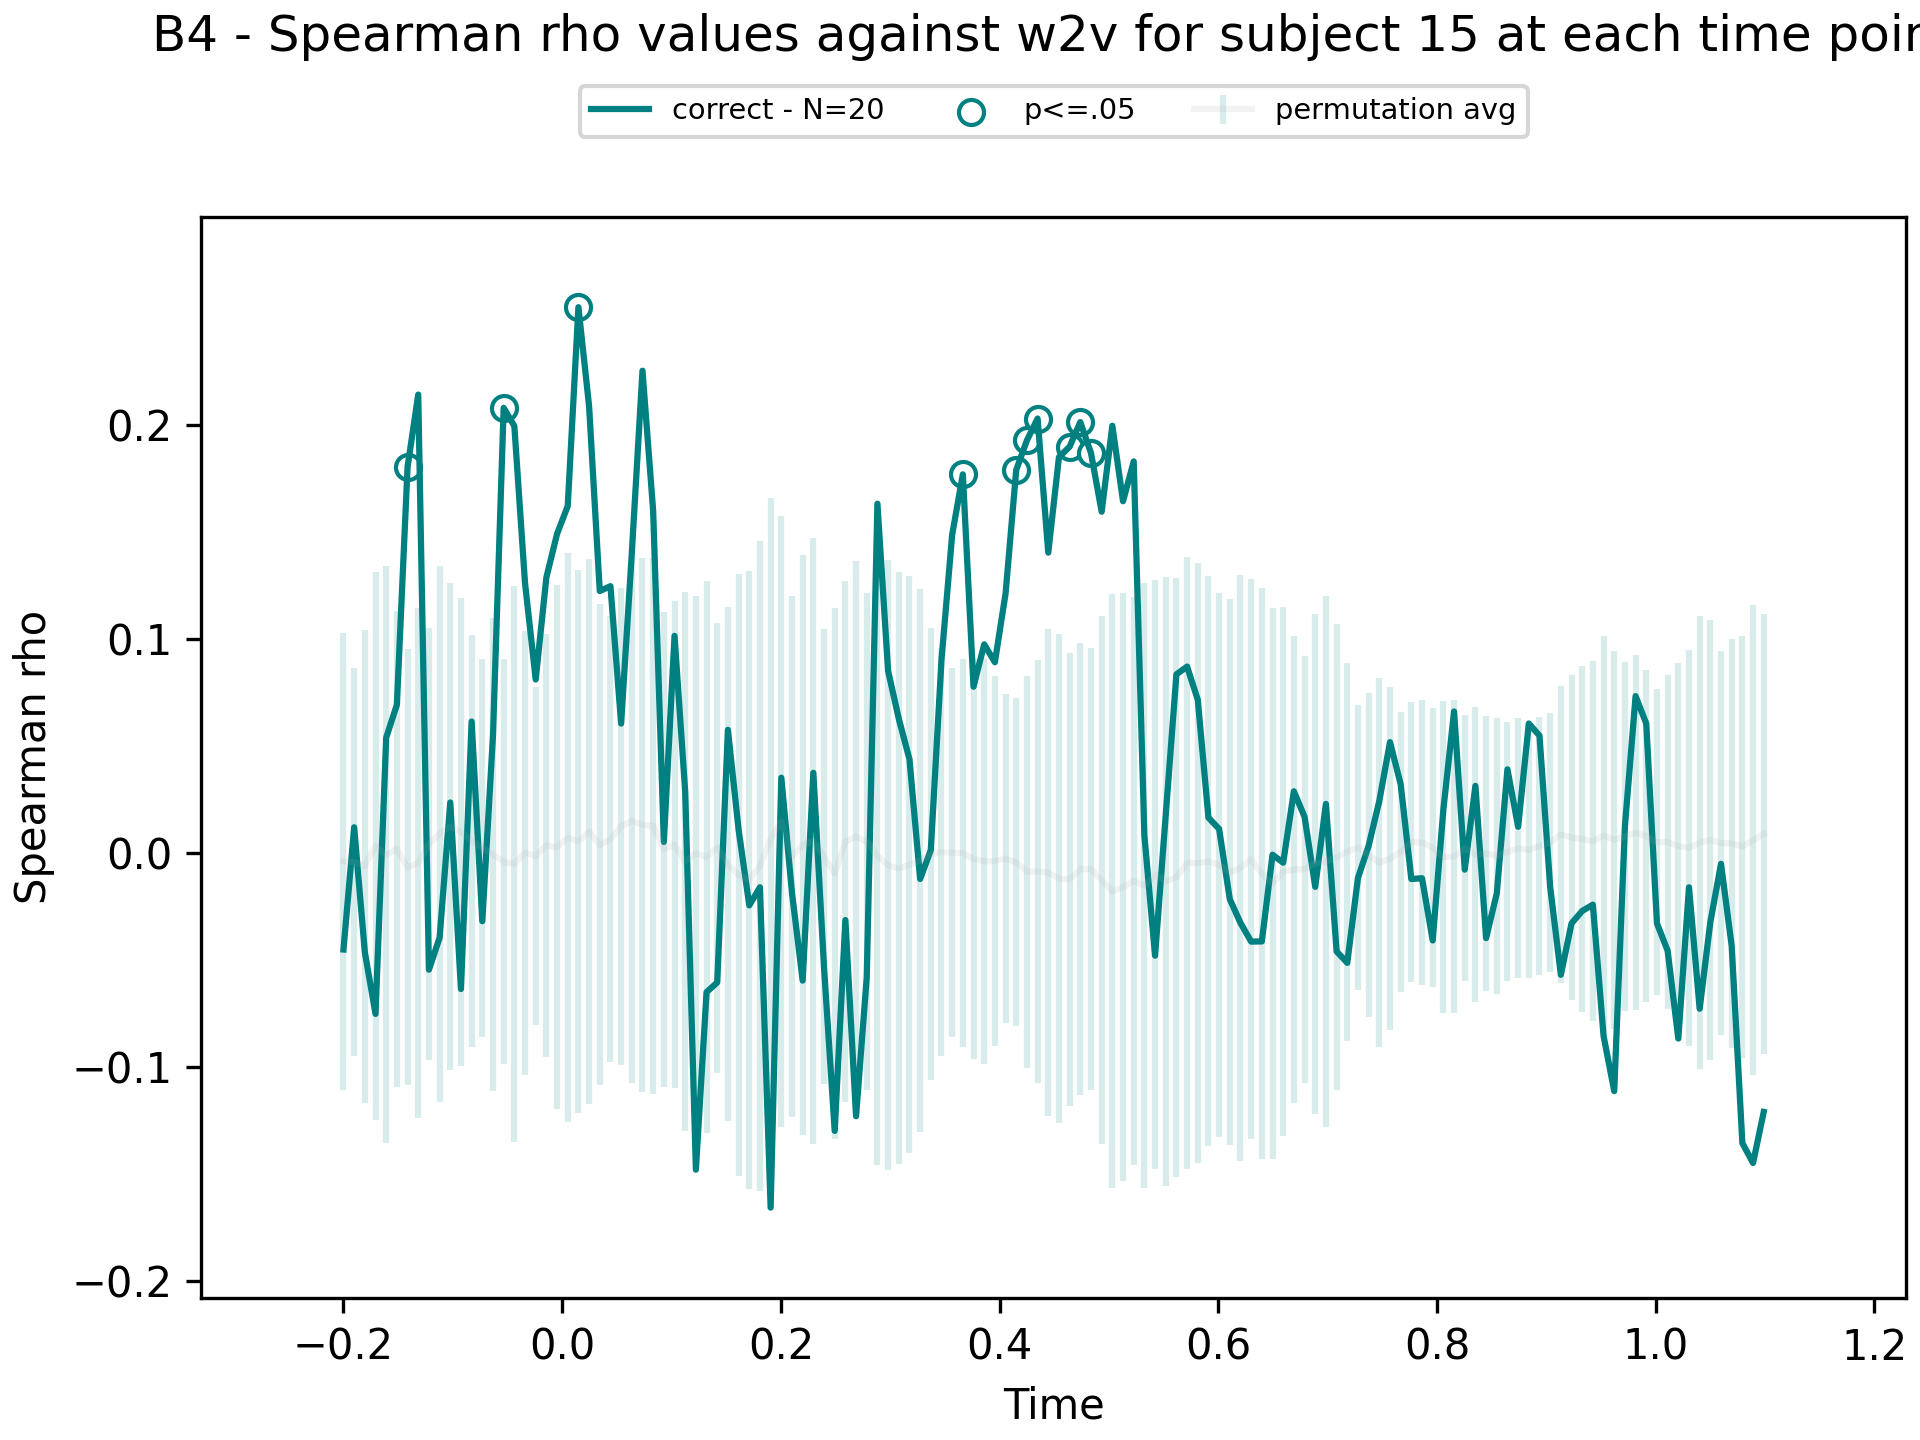 B4 - Spearman rho values against w2v for subject 15 at each time
correct - N=20 p<=.05 permutation avg
Spearman rho
0.2
0.1
0.0
−0.1
−0.2
−0.2 0.0 0.2 0.4 0.6 0.8 1.0 1.2
Time